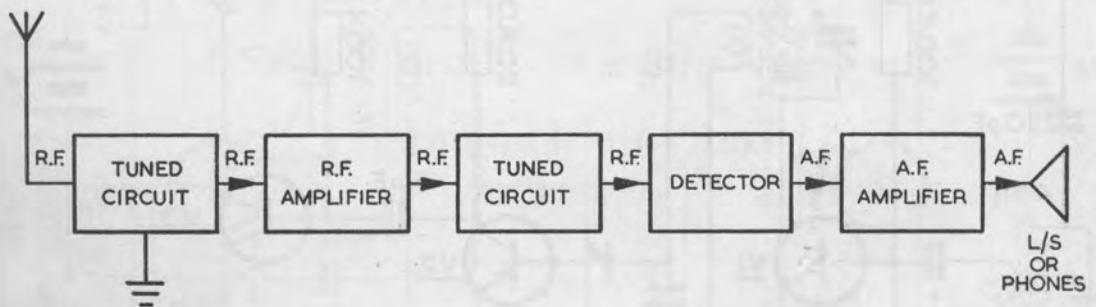 R.F.
TUNED
CIRCUIT
R.F.
R.F.
AMPLIFIER
R.F.
TUNED
CIRCUIT
R.F.
DETECTOR
A.F.
A.F.
AMPLIFIER
A.F.
L/S
OR
PHONES